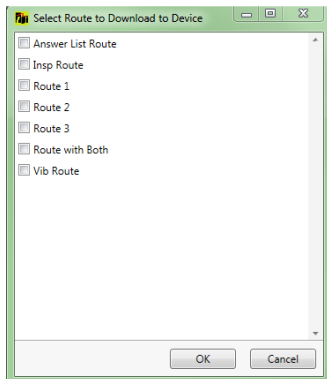 Select Route to Download to Device
Answer List Route
Insp Route
Route 1
Route 2
Route 3
Route with Both
Vib Route
OK
Cancel